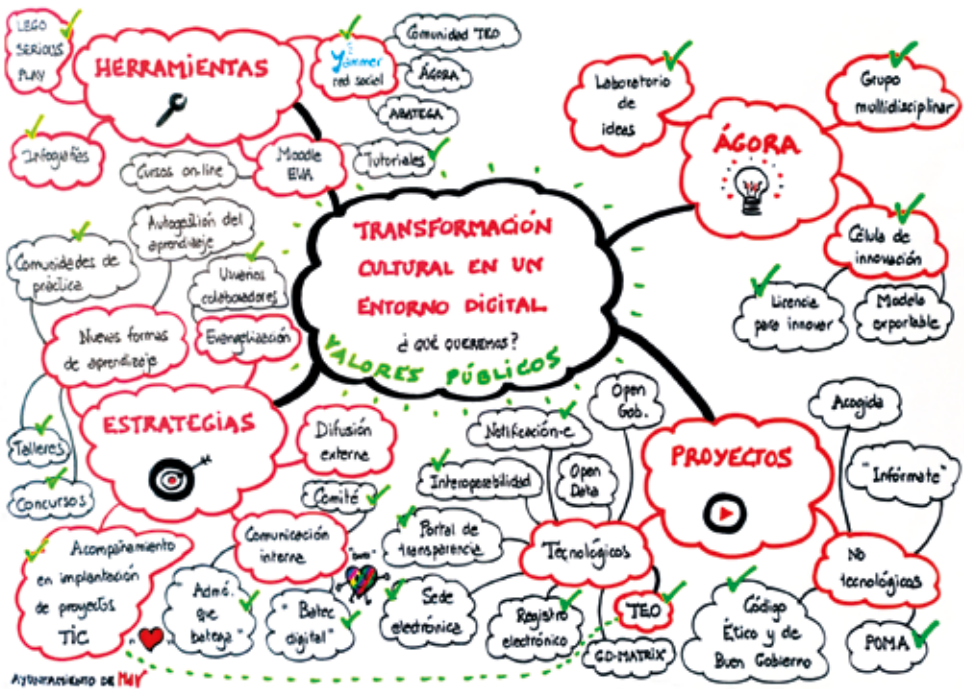 LEGO
SERIOUS
PLAY
HERRAMIENTAS
Yammer
red social
Comunidad TEO
ÁGORA
ABATEGA
Infografías
Cursos on-line
Moodle
EVA
Tutoriales
Laboratorio
de
ideas
Grupo
multidisciplinar
ÁGORA
Célula de
innovación
Licencia
para innovar
Modelo
exportable
TRANSFORMACIÓN
CULTURAL EN UN
ENTORNO DIGITAL
¿QUÉ QUEREMOS?
VALORES PÚBLICOS
Autogestión del
aprendizaje
Comunidades de
práctica
Usuarios
colaboradores
Evangelización
Nuevas formas
de aprendizaje
ESTRATEGIAS
Talleres
Concursos
Difusión
externa
Comité
Comunicación
interna
Acompañamiento
en implantación
de proyectos
TIC
Admó.
que
batega"
"Batec
digital"
Notificación-e
Open
Gob.
Interoperabilidad
Open
Data
Portal de
transparencia
Tecnológicos
Sede
electrónica
Registro
electrónico
TEO
GD-MATRIX
PROYECTOS
Acogida
"Infórmate"
No
tecnológicos
Código
Ético y de
Buen Gobierno
POMA
AYUNTAMIENTO DE